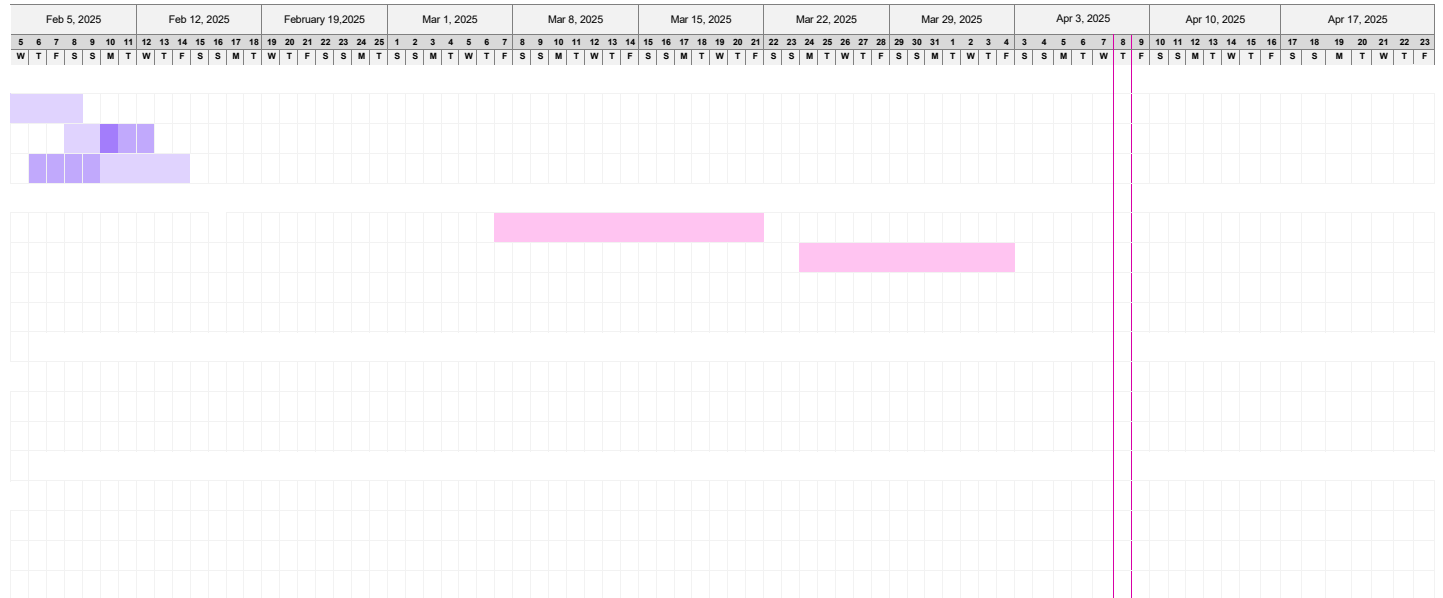 Feb 5, 2025 Feb 12, 2025 February 19,2025 Mar 1, 2025 Mar 8, 2025 Mar 15, 2025 Mar 22, 2025 Mar 29, 2025 Apr 3, 2025 Apr 10, 2025 Apr 17, 2025
5 6 7 8 9 10 11 12 13 14 15 16 17 18 19 20 21 22 23 24 25 1 2 3 4 5 6 7 8 9 10 11 12 13 14 15 16 17 18 19 20 21 22 23 24 25 26 27 28 29 30 31 1 2 3 4 3 4 5 6 7 8 9 10 11 12 13 14 15 16 17 18 19 20 21 22 23
W T F S S M T W T F S S M T W T F S S M T S S M T W T F S S M T W T F S S M T W T F S S M T W T F S S M T W T F S S M T W T F S S M T W T F S S M T W T F